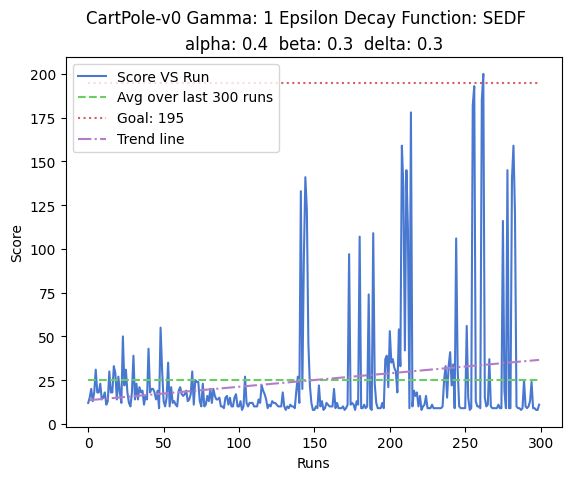 CartPole-v0 Gamma: 1 Epsilon Decay Function: SEDF
alpha: 0.4  beta: 0.3  delta: 0.3
Score VS Run
Avg over last 300 runs
Goal: 195
Trend line
200
175
150
125
100
75
50
25
0
Score
0 50 100 150 200 250 300
Runs